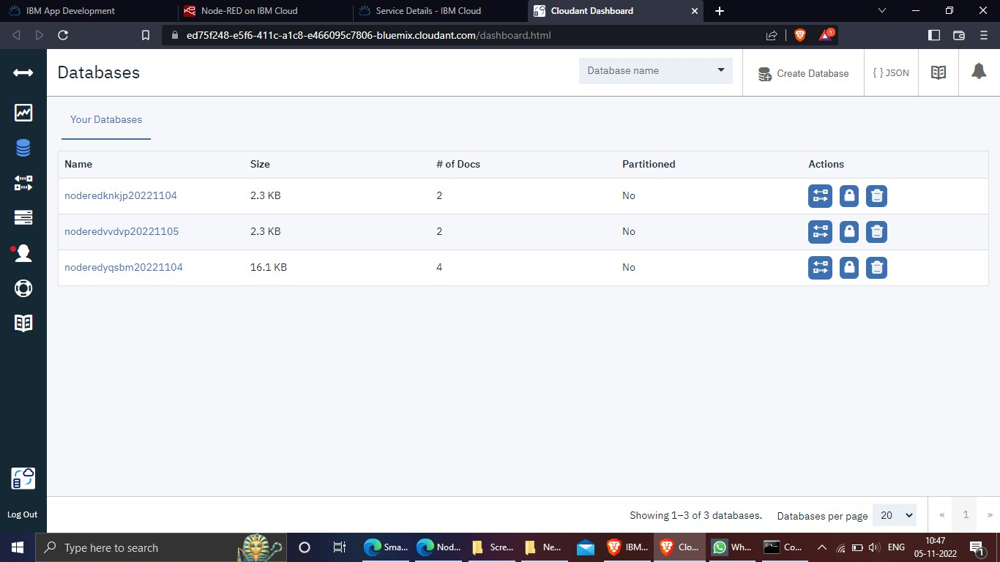 IBM App Development
Node-RED on IBM Cloud
Service Details - IBM Cloud
Cloudant Dashboard
ed75f248-e5f6-411c-a1c8-e466095c7806-bluemix.cloudant.com/dashboard.html
1
Databases
Database name
Create Database
{ } JSON
Your Databases
Name Size # of Docs Partitioned Actions
noderedknkjp20221104 2.3 KB 2 No
noderedvvdvp20221105 2.3 KB 2 No
noderedyqsbm20221104 16.1 KB 4 No
Log Out
Showing 1–3 of 3 databases. Databases per page 20 « 1 »
Type here to search
Sma...
Nod...
Scre...
Ne...
IBM...
Clo...
Wh...
Co...
ENG
10:47
05-11-2022
1